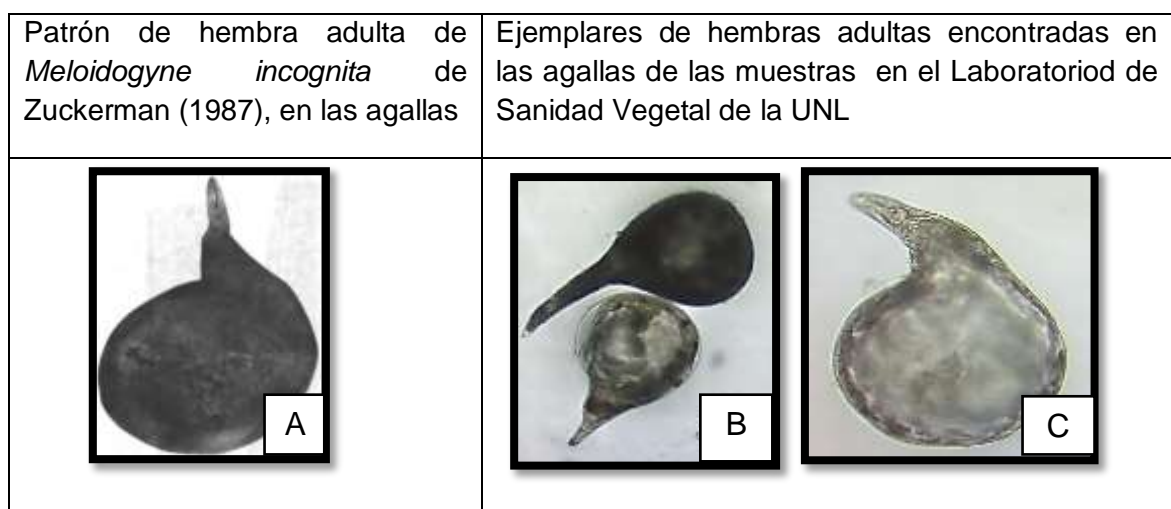 Patrón de hembra adulta de
Meloidogyne incognita de
Zuckerman (1987), en las agallas
Ejemplares de hembras adultas encontradas en
las agallas de las muestras en el Laboratoriod de
Sanidad Vegetal de la UNL
A
B
C